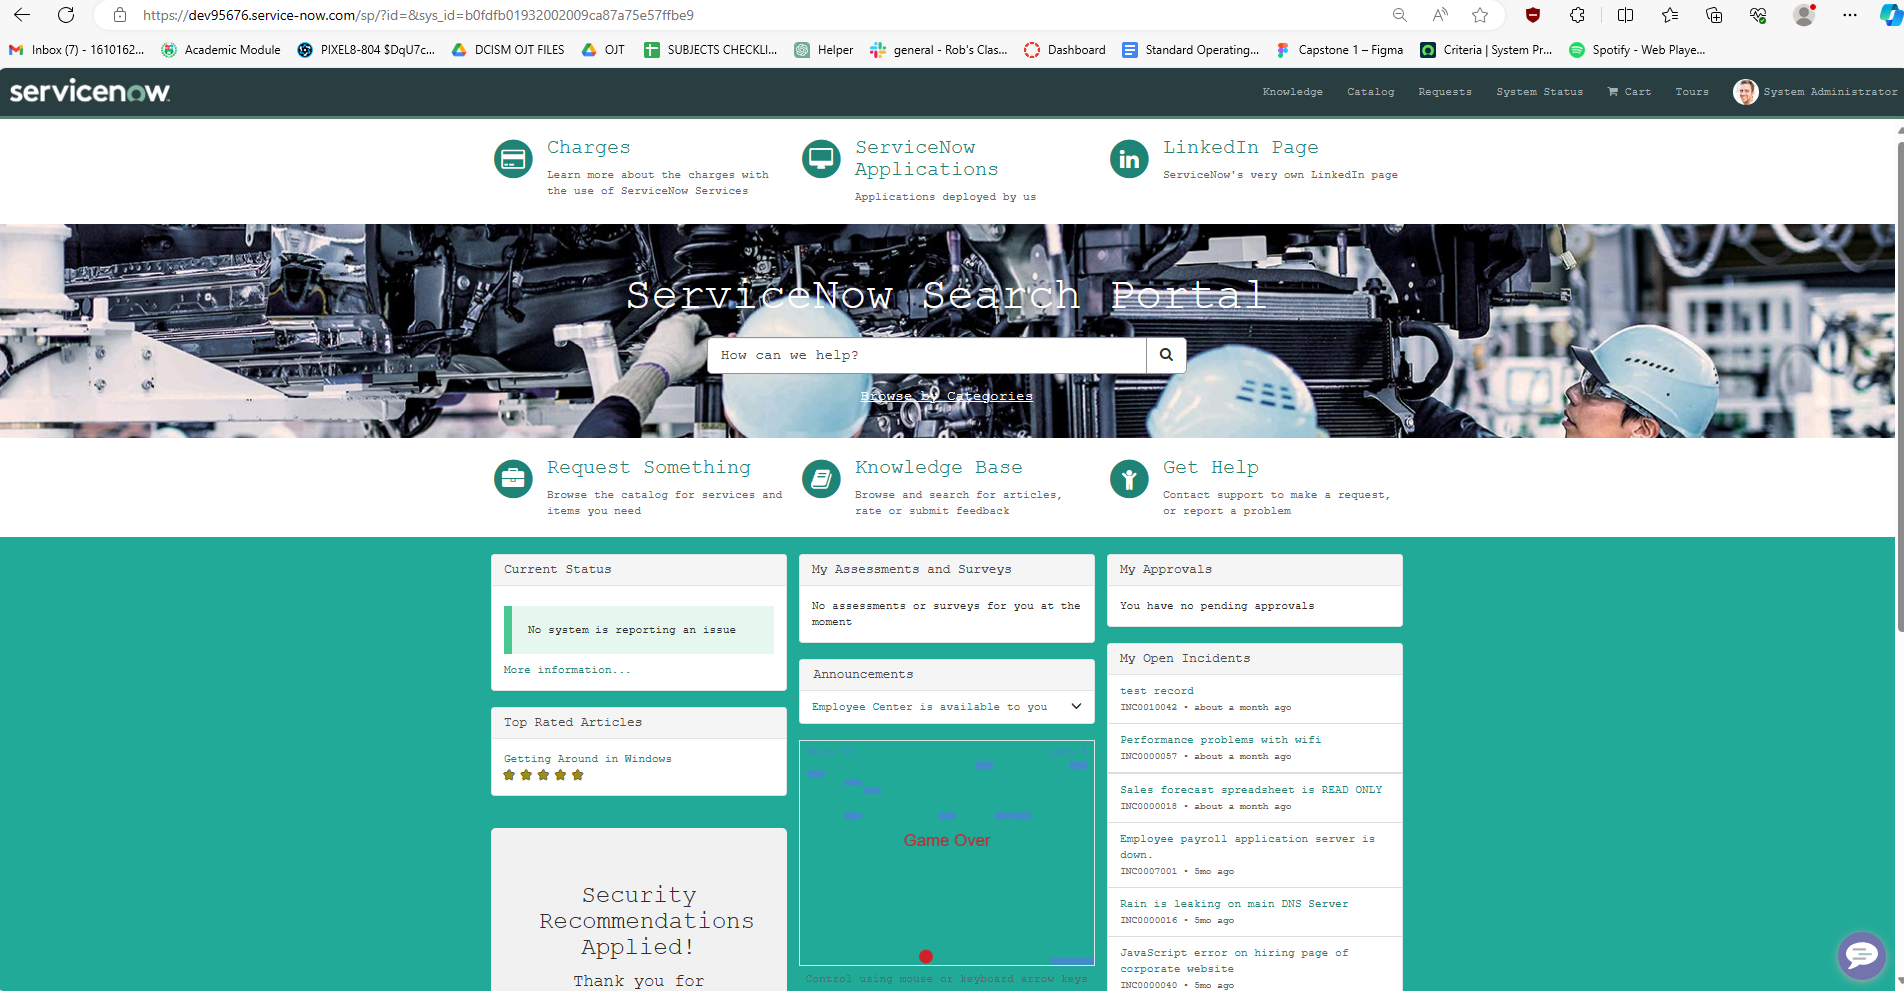 https://dev95676.service-now.com/sp/?id=&sys_id=b0fdfb01932002009ca87a75e57ffbe9
Inbox (7) - 1610162...
Academic Module
PIXEL8-804 $DqU7c...
DCISM OJT FILES
OJT
SUBJECTS CHECKLI...
Helper
general - Rob's Clas...
Dashboard
Standard Operating...
Capstone 1 – Figma
Criteria | System Pr...
Spotify - Web Playe...
servicenow
Knowledge
Catalog
Requests
System Status
Cart
Tours
System Administrator
Charges
Learn more about the charges with
the use of ServiceNow Services
ServiceNow
Applications
Applications deployed by us
LinkedIn Page
ServiceNow's very own LinkedIn page
ServiceNow Search Portal
How can we help?
Browse by Categories
Request Something
Browse the catalog for services and
items you need
Knowledge Base
Browse and search for articles,
rate or submit feedback
Get Help
Contact support to make a request,
or report a problem
Current Status
No system is reporting an issue
More information...
Top Rated Articles
Getting Around in Windows
Security
Recommendations
Applied!
Thank you for
My Assessments and Surveys
No assessments or surveys for you at the
moment
Announcements
Employee Center is available to you
Game Over
Control using mouse or keyboard arrow keys
My Approvals
You have no pending approvals
My Open Incidents
test record
INC0010042 • about a month ago
Performance problems with wifi
INC0000057 • about a month ago
Sales forecast spreadsheet is READ ONLY
INC0000018 • about a month ago
Employee payroll application server is
down.
INC0007001 • 5mo ago
Rain is leaking on main DNS Server
INC0000016 • 5mo ago
JavaScript error on hiring page of
corporate website
INC0000040 • 5mo ago